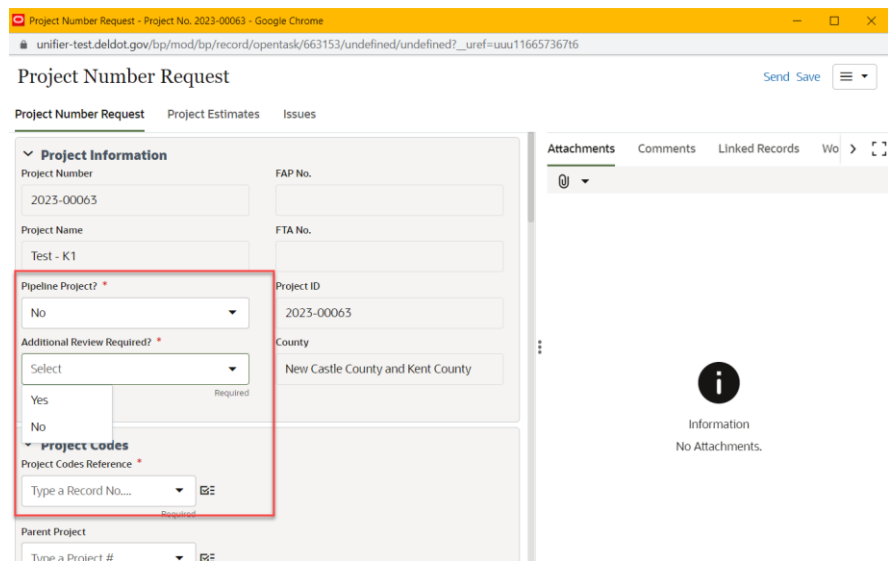 Project Number Request - Project No. 2023-00063 - Google Chrome
unifier-test.deldot.gov/bp/mod/bp/record/opentask/663153/undefined/undefined?__uref=uuu116657367t6
Project Number Request
Send Save
Project Number Request Project Estimates Issues
Project Information
Project Number FAP No.
2023-00063
Project Name FTA No.
Test - K1
Pipeline Project? * Project ID
No 2023-00063
Additional Review Required? * County
Select New Castle County and Kent County
Required
Yes
No
Project Codes
Project Codes Reference *
Type a Record No....
Required
Parent Project
Type a Project #
Attachments Comments Linked Records Wo
Information
No Attachments.